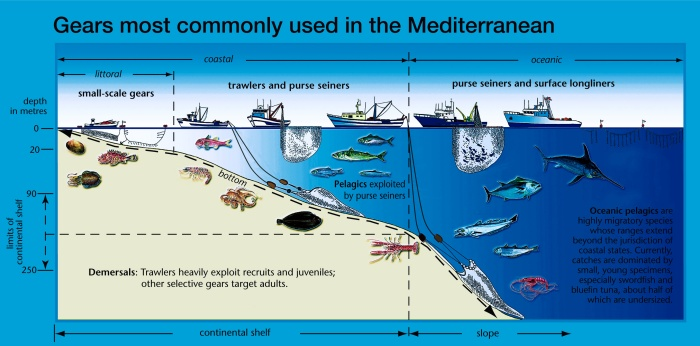 Gears most commonly used in the Mediterranean
coastal
oceanic
littoral
small-scale gears
trawlers and purse seiners
purse seiners and surface longliners
depth
in metres
0
20
90
250
limits of
continental shelf
bottom
Pelagics exploited
by purse seiners
Oceanic pelagics are
highly migratory species
whose ranges extend
beyond the jurisdiction of
coastal states. Currently,
catches are dominated by
small, young specimens,
especially swordfish and
bluefin tuna, about half of
which are undersized.
Demersals: Trawlers heavily exploit recruits and juveniles;
other selective gears target adults.
continental shelf
slope